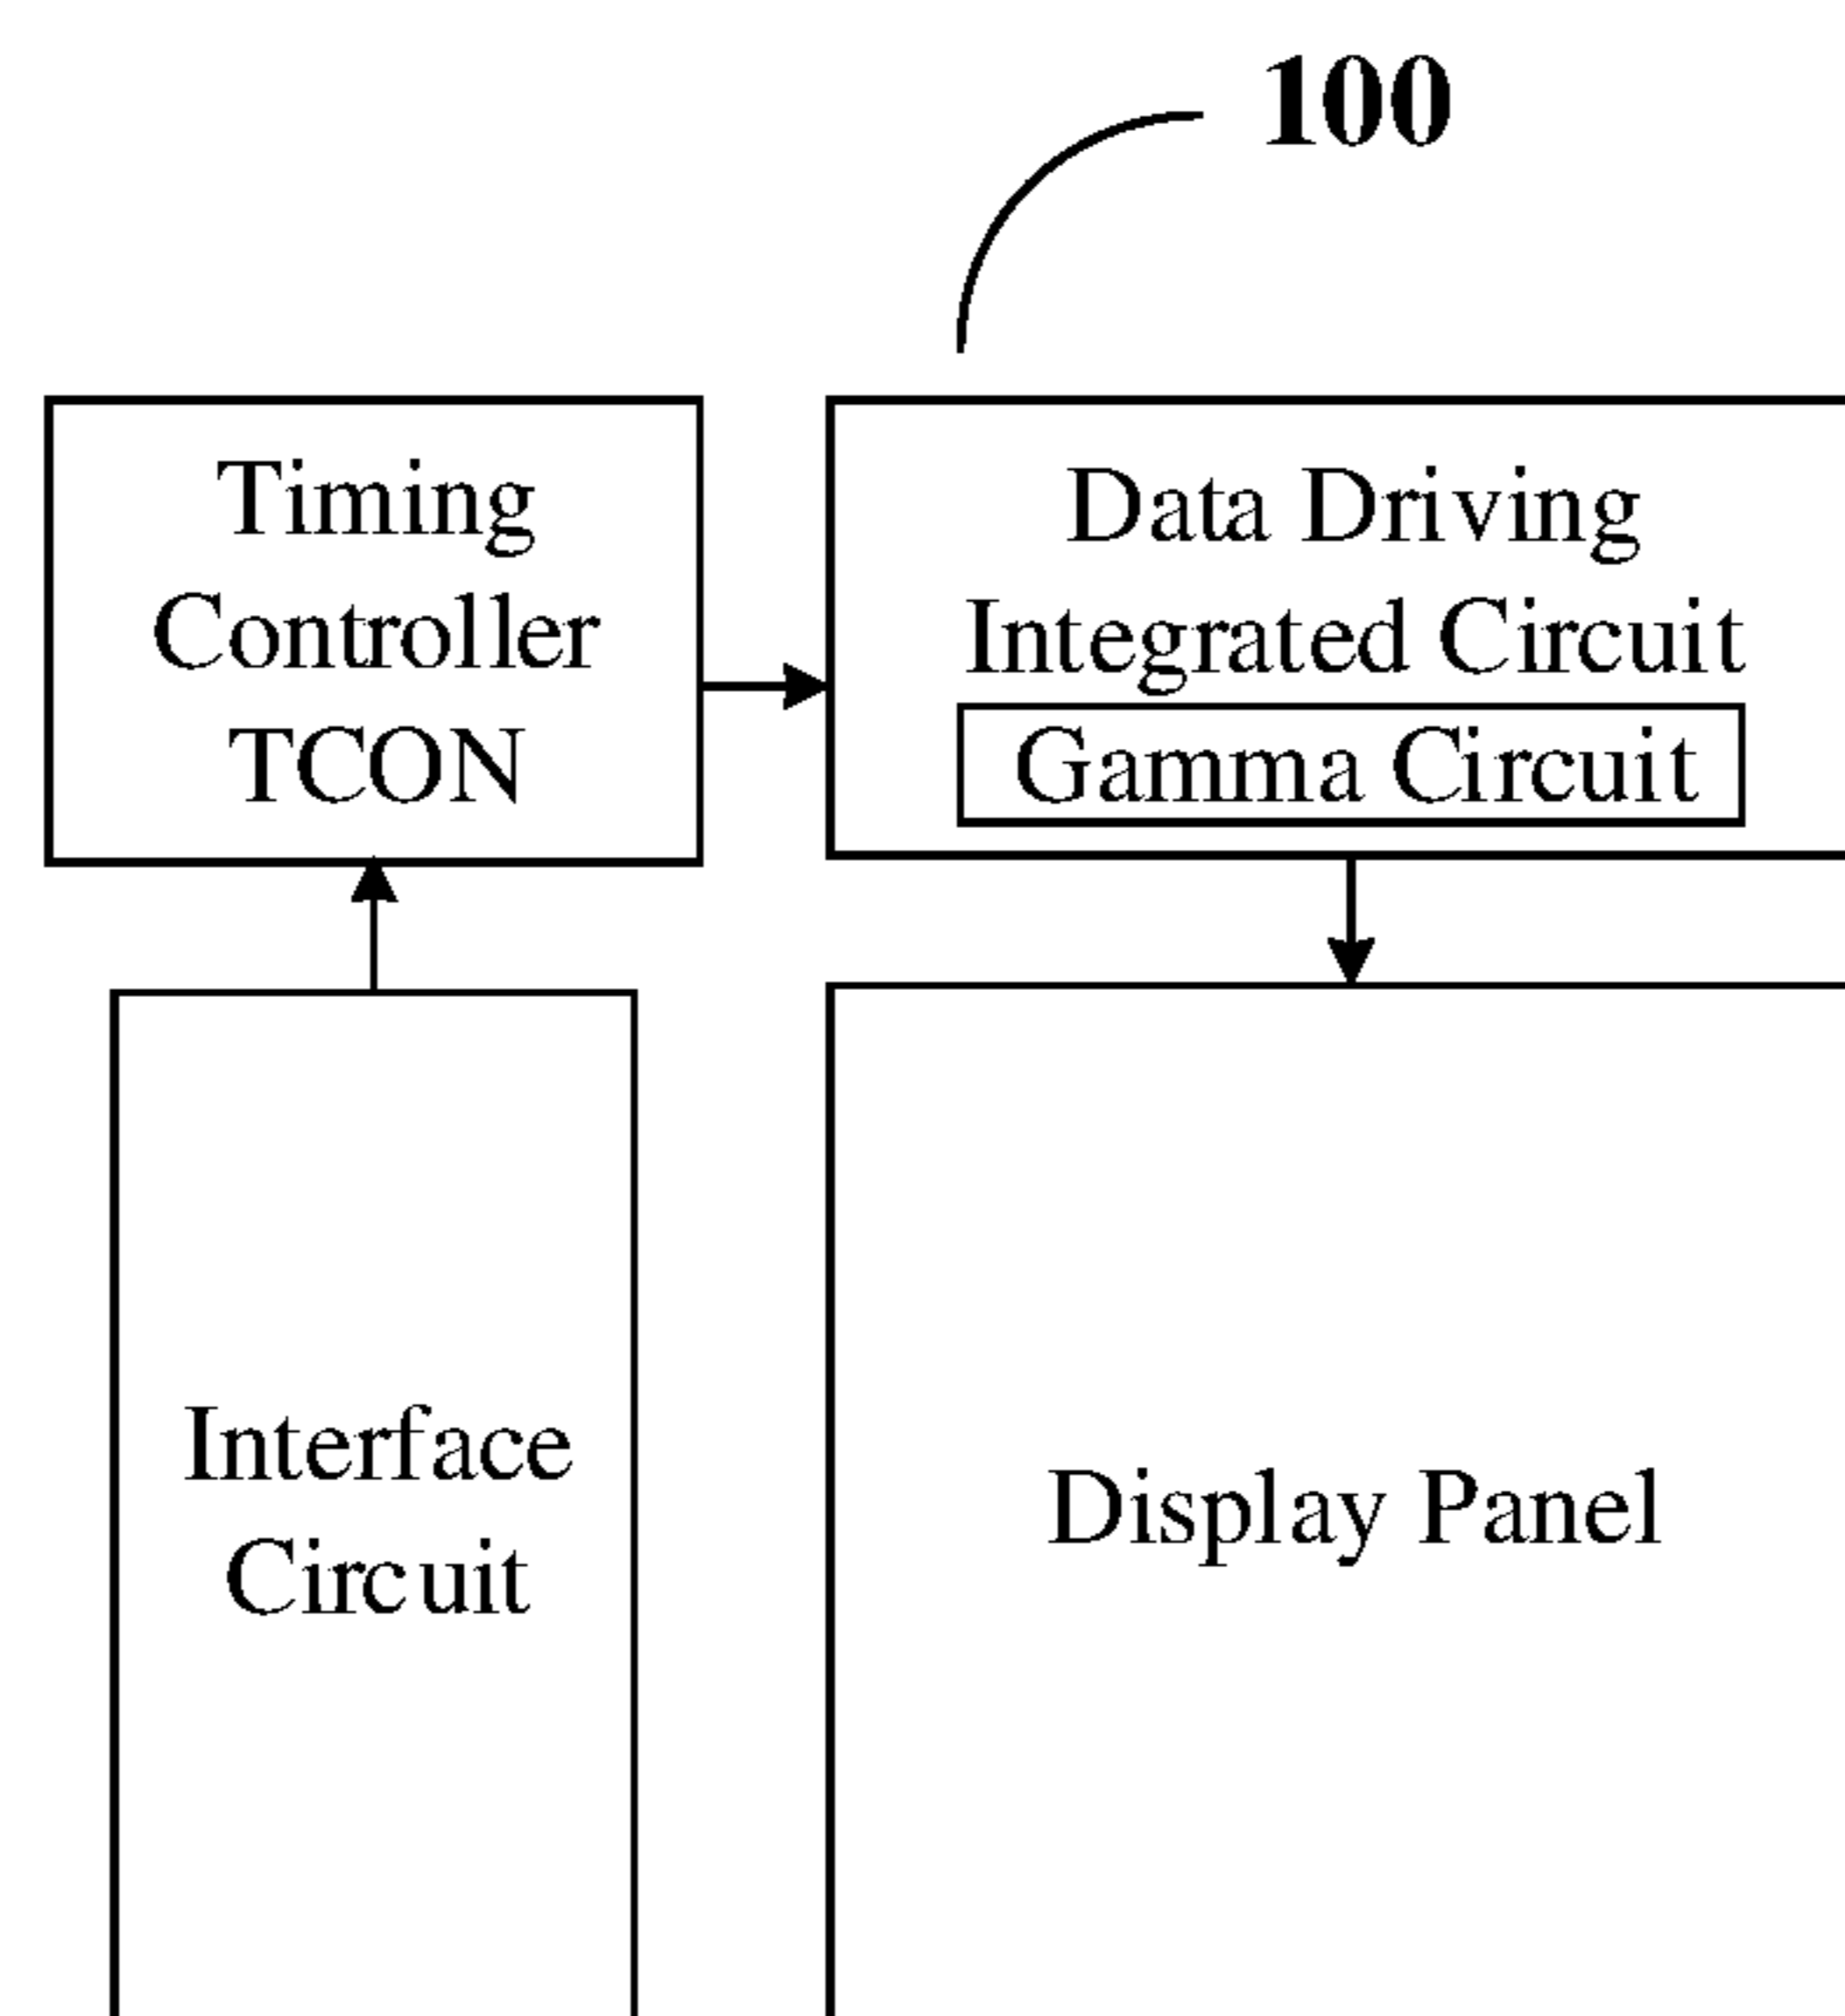 100
Timing
Controller
TCON
Data Driving
Integrated Circuit
Gamma Circuit
Interface
Circuit
Display Panel